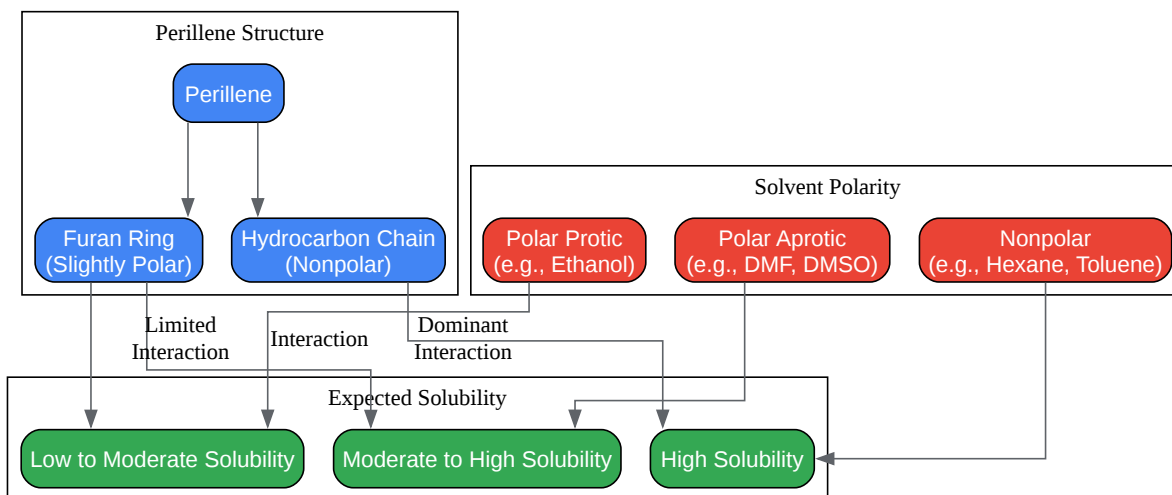 Perillene Structure
Perillene
Furan Ring
(Slightly Polar)
Hydrocarbon Chain
(Nonpolar)
Solvent Polarity
Polar Protic
(e.g., Ethanol)
Polar Aprotic
(e.g., DMF, DMSO)
Nonpolar
(e.g., Hexane, Toluene)
Limited
Interaction
Interaction
Dominant
Interaction
Expected Solubility
Low to Moderate Solubility
Moderate to High Solubility
High Solubility